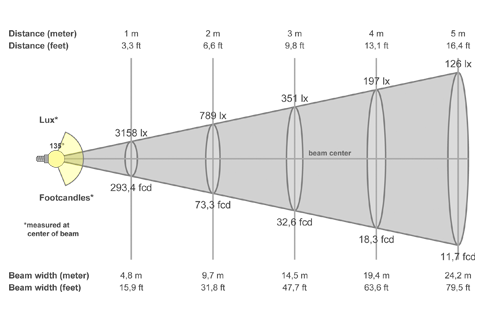 Distance (meter) 1 m 2 m 3 m 4 m 5 m
Distance (feet) 3,3 ft 6,6 ft 9,8 ft 13,1 ft 16,4 ft
126 lx
197 lx
351 lx
789 lx
3158 lx
Lux*
135°
beam center
293,4 fcd
73,3 fcd
32,6 fcd
18,3 fcd
11,7 fcd
Footcandles*
*measured at
center of beam
Beam width (meter) 4,8 m 9,7 m 14,5 m 19,4 m 24,2 m
Beam width (feet) 15,9 ft 31,8 ft 47,7 ft 63,6 ft 79,5 ft